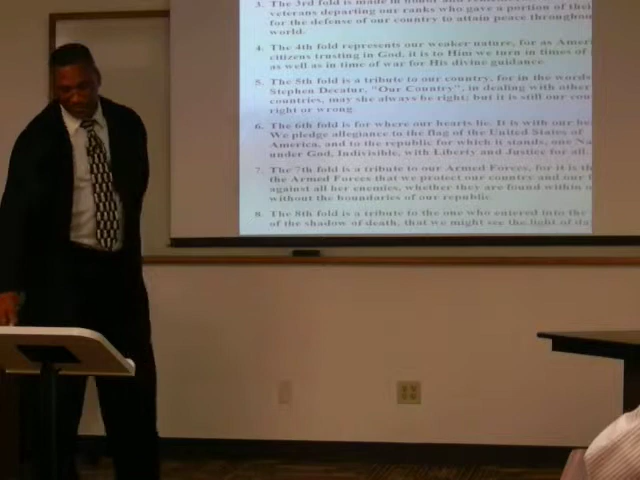 3. The 3rd fold is made in honor and
veterans departing our ranks who gave a portion of thei
for the defense of our country to attain peace throughou
world.
4. The 4th fold represents our weaker nature, for as Ameri
citizens trusting in God, it is to Him we turn in times of
as well as in time of war for His divine guidance.
5. The 5th fold is a tribute to our country, for in the words
Stephen Decatur, "Our Country", in dealing with other
countries, may she always be right; but it is still our cou
right or wrong.
6. The 6th fold is for where our hearts lie. It is with our he
We pledge allegiance to the flag of the United States of
America, and to the republic for which it stands, one Na
under God, Indivisible, with Liberty and Justice for all.
7. The 7th fold is a tribute to our Armed Forces, for it is th
the Armed Forces that we protect our country and our f
against all her enemies, whether they are found within o
without the boundaries of our republic.
8. The 8th fold is a tribute to the one who entered into the
of the shadow of death, that we might see the light of da